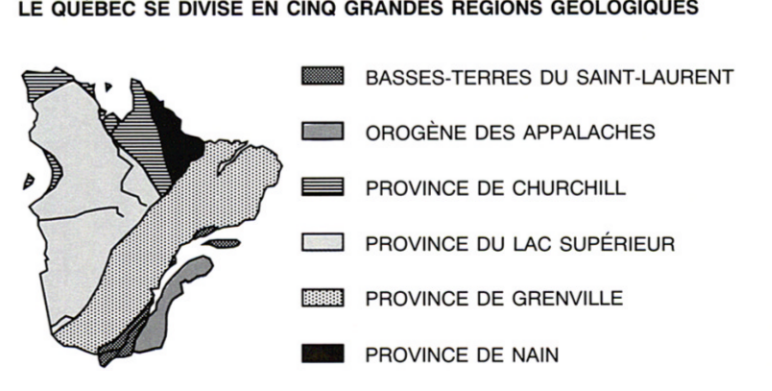 LE QUÉBEC SE DIVISE EN CINQ GRANDES RÉGIONS GÉOLOGIQUES
BASSES-TERRES DU SAINT-LAURENT
OROGÈNE DES APPALACHES
PROVINCE DE CHURCHILL
PROVINCE DU LAC SUPÉRIEUR
PROVINCE DE GRENVILLE
PROVINCE DE NAIN